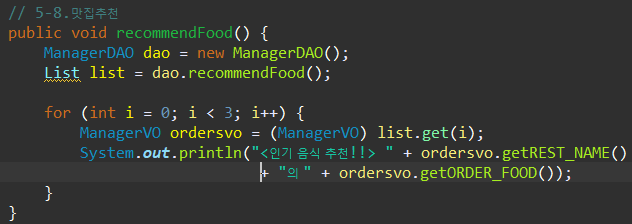 // 5-8.맛집추천
public void recommendFood() {
ManagerDAO dao = new ManagerDAO();
List list = dao.recommendFood();
for (int i = 0; i < 3; i++) {
ManagerVO ordersvo = (ManagerVO) list.get(i);
System.out.println("<인기 음식 추천!!> " + ordersvo.getREST_NAME()
+ "의 " + ordersvo.getORDER_FOOD());
}
}